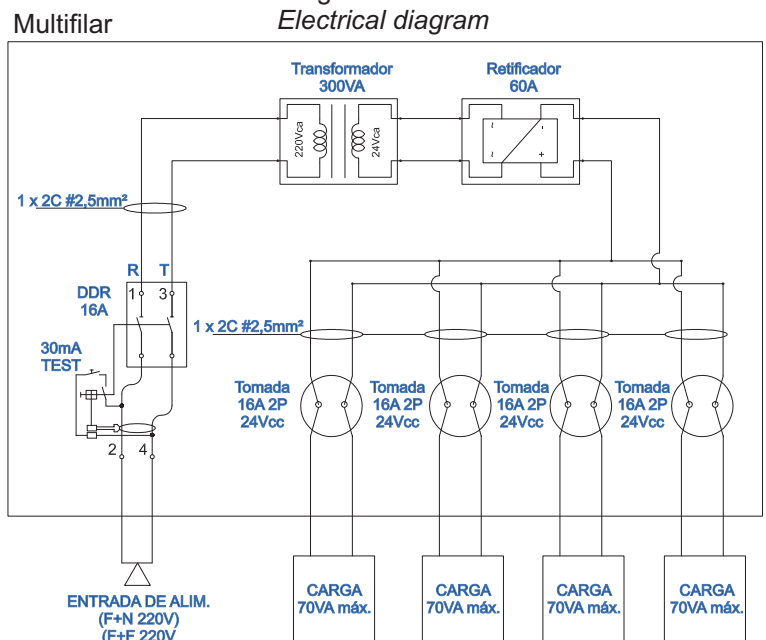 Electrical diagram
Multifilar
Transformador
300VA
Retificador
60A
220Vca
24Vca
~
-
~
+
1 x 2C #2,5mm²
R
T
DDR
16A
1
3
1 x 2C #2,5mm²
30mA
TEST
Tomada
16A 2P
24Vcc
Tomada
16A 2P
24Vcc
Tomada
16A 2P
24Vcc
Tomada
16A 2P
24Vcc
2
4
ENTRADA DE ALIM.
(F+N 220V)
(F+F 220V
CARGA
70VA máx.
CARGA
70VA máx.
CARGA
70VA máx.
CARGA
70VA máx.